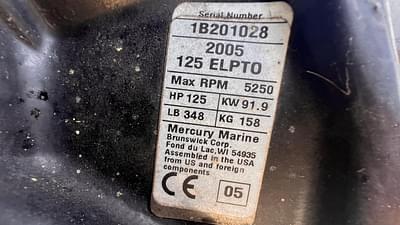 Serial Number
1B201028
2005
125 ELPTO
Max RPM 5250
HP 125 KW 91.9
LB 348 KG 158
Mercury Marine
Brunswick Corp.
Fond du Lac,WI 54935
Assembled in the USA
from US and foreign
components
CE 05